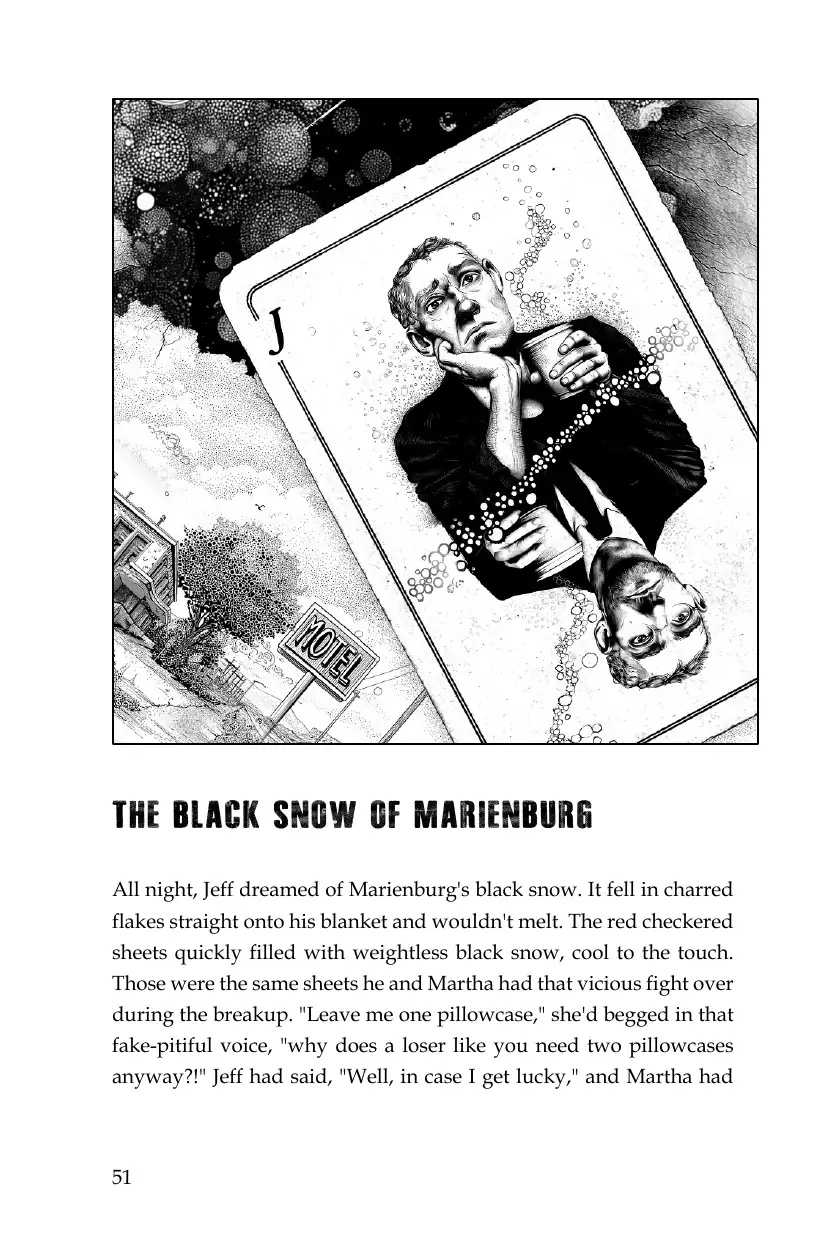 J
MOTEL
THE BLACK SNOW OF MARIENBURG
All night, Jeff dreamed of Marienburg's black snow. It fell in charred
flakes straight onto his blanket and wouldn't melt. The red checkered
sheets quickly filled with weightless black snow, cool to the touch.
Those were the same sheets he and Martha had that vicious fight over
during the breakup. "Leave me one pillowcase," she'd begged in that
fake-pitiful voice, "why does a loser like you need two pillowcases
anyway?!" Jeff had said, "Well, in case I get lucky," and Martha had
51